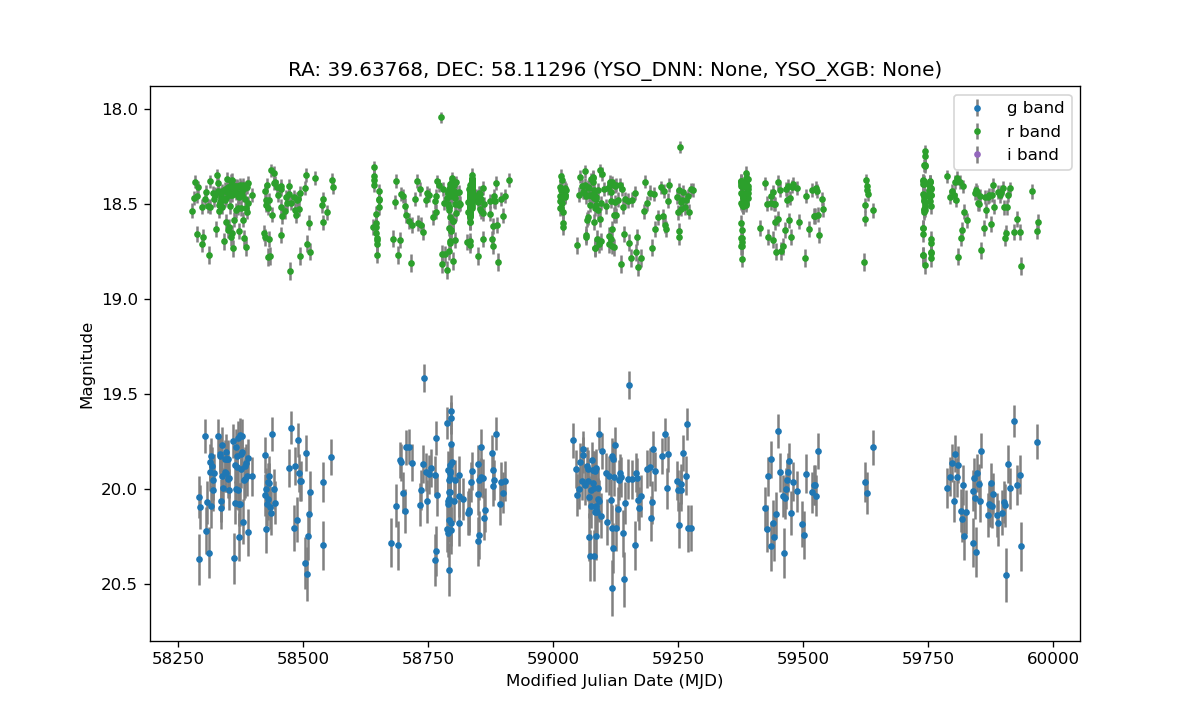 RA: 39.63768, DEC: 58.11296 (YSO_DNN: None, YSO_XGB: None)
g band
r band
i band
18.0
18.5
19.0
19.5
20.0
20.5
Magnitude
58250 58500 58750 59000 59250 59500 59750 60000
Modified Julian Date (MJD)